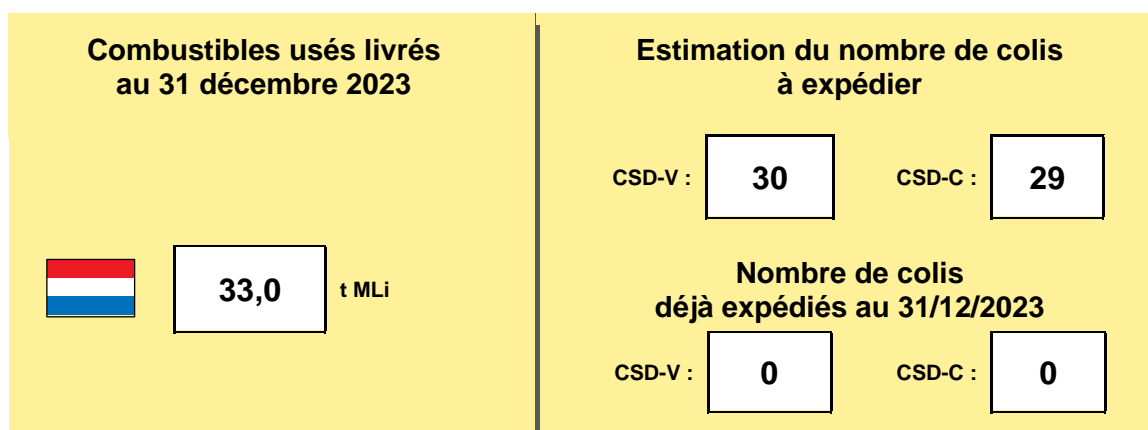 Combustibles usés livrés
au 31 décembre 2023
33,0 t MLi
Estimation du nombre de colis
à expédier
CSD-V : 30 CSD-C : 29
Nombre de colis
déjà expédiés au 31/12/2023
CSD-V : 0 CSD-C : 0